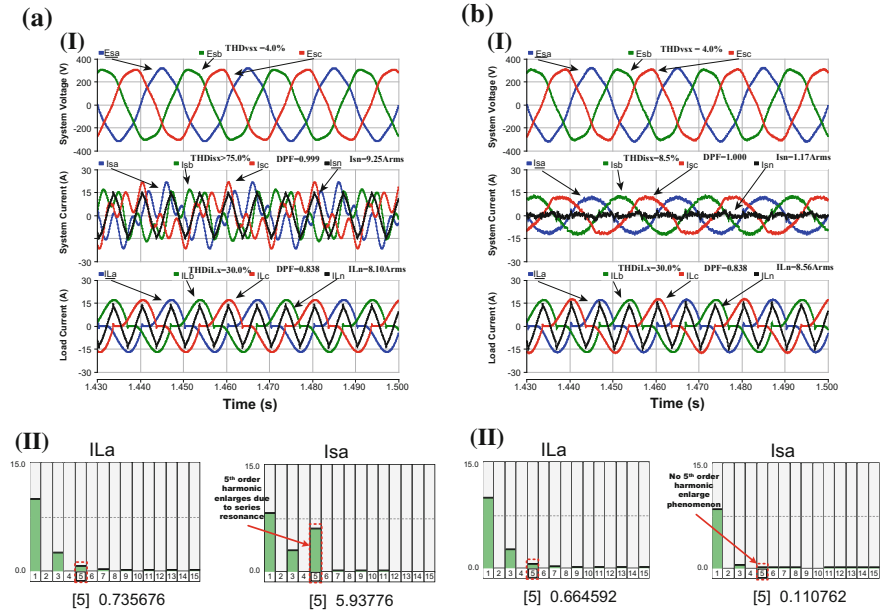 (a)
(I)
THDvsx =4.0%
Esa
Esb
Esc
System Voltage (V)
400
200
0
-200
-400
THDisx>75.0%
DPF=0.999
Isn=9.25Arms
Isa
Isb
Isc
Isn
System Current (A)
30
15
0
-15
-30
THDiLx=30.0%
DPF=0.838
ILn=8.10Arms
ILa
ILb
ILc
ILn
Load Current (A)
30
15
0
-15
-30
1.430 1.440 1.450 1.460 1.470 1.480 1.490 1.500
Time (s)
(II)
ILa
15.0
0.0
1 2 3 4 5 6 7 8 9 10 11 12 13 14 15
[5] 0.735676
Isa
15.0
5th order
harmonic
enlarges due
to series
resonance
0.0
1 2 3 4 5 6 7 8 9 10 11 12 13 14 15
[5] 5.93776
(b)
(I)
THDvsx =4.0%
Esa
Esb
Esc
System Voltage (V)
400
200
0
-200
-400
THDisx=8.5%
DPF=1.000
Isn=1.17Arms
Isa
Isb
Isc
Isn
System Current (A)
30
15
0
-15
-30
THDiLx=30.0%
DPF=0.838
ILn=8.56Arms
ILa
ILb
ILc
ILn
Load Current (A)
30
15
0
-15
-30
1.430 1.440 1.450 1.460 1.470 1.480 1.490 1.500
Time (s)
(II)
ILa
15.0
0.0
1 2 3 4 5 6 7 8 9 10 11 12 13 14 15
[5] 0.664592
Isa
15.0
No 5th order
harmonic
enlarge
phenomenon
0.0
1 2 3 4 5 6 7 8 9 10 11 12 13 14 15
[5] 0.110762